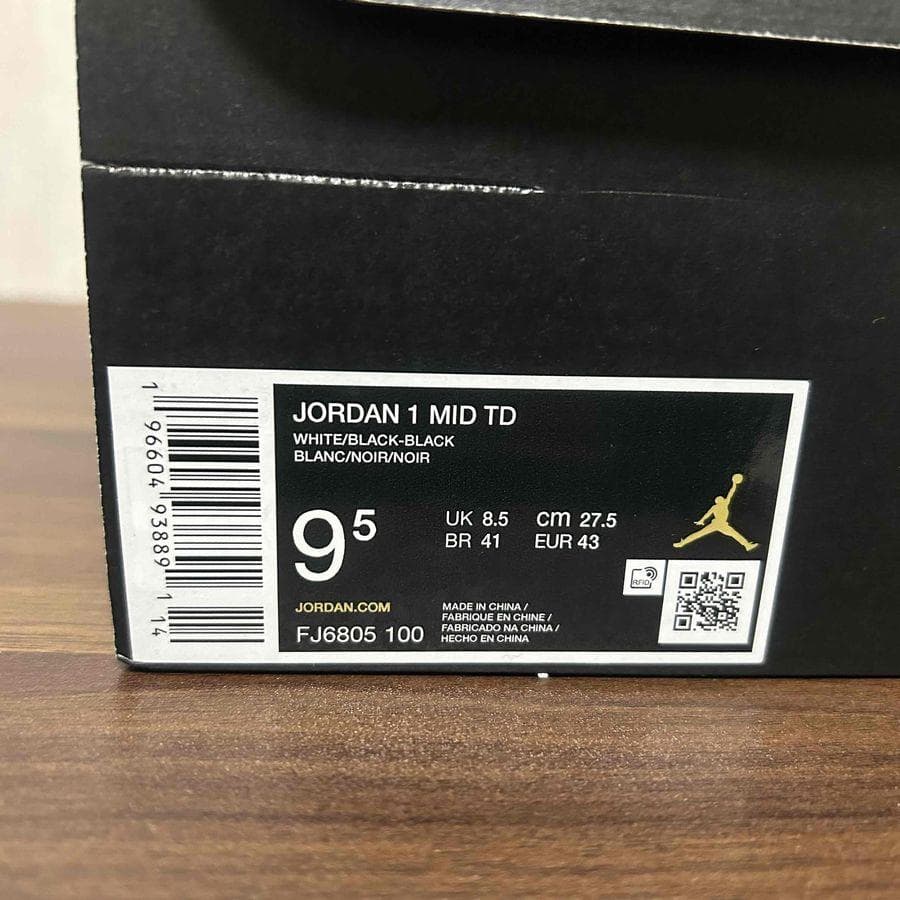 1 96604 93889 1 14
JORDAN 1 MID TD
WHITE/BLACK-BLACK
BLANC/NOIR/NOIR
9⁵
UK 8.5 cm 27.5
BR 41 EUR 43
RFID
JORDAN.COM
FJ6805 100
MADE IN CHINA /
FABRIQUE EN CHINE /
FABRICADO NA CHINA /
HECHO EN CHINA